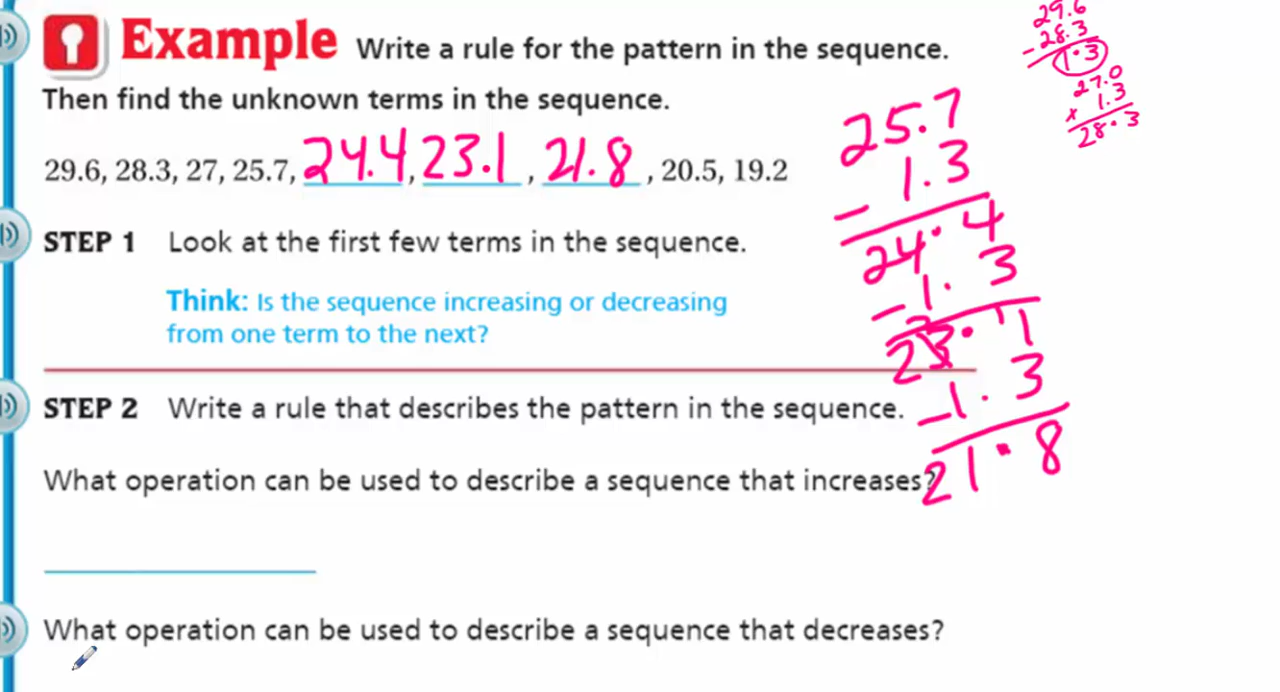 Example Write a rule for the pattern in the sequence.
Then find the unknown terms in the sequence.
29.6, 28.3, 27, 25.7, 24.4, 23.1, 21.8, 20.5, 19.2
STEP 1 Look at the first few terms in the sequence.
Think: Is the sequence increasing or decreasing
from one term to the next?
STEP 2 Write a rule that describes the pattern in the sequence.
What operation can be used to describe a sequence that increases?
What operation can be used to describe a sequence that decreases?
29.6
- 28.3
1.3
27.0
+ 1.3
28.3
25.7
- 1.3
24.4
- 1.3
23.1
- 1.3
21.8